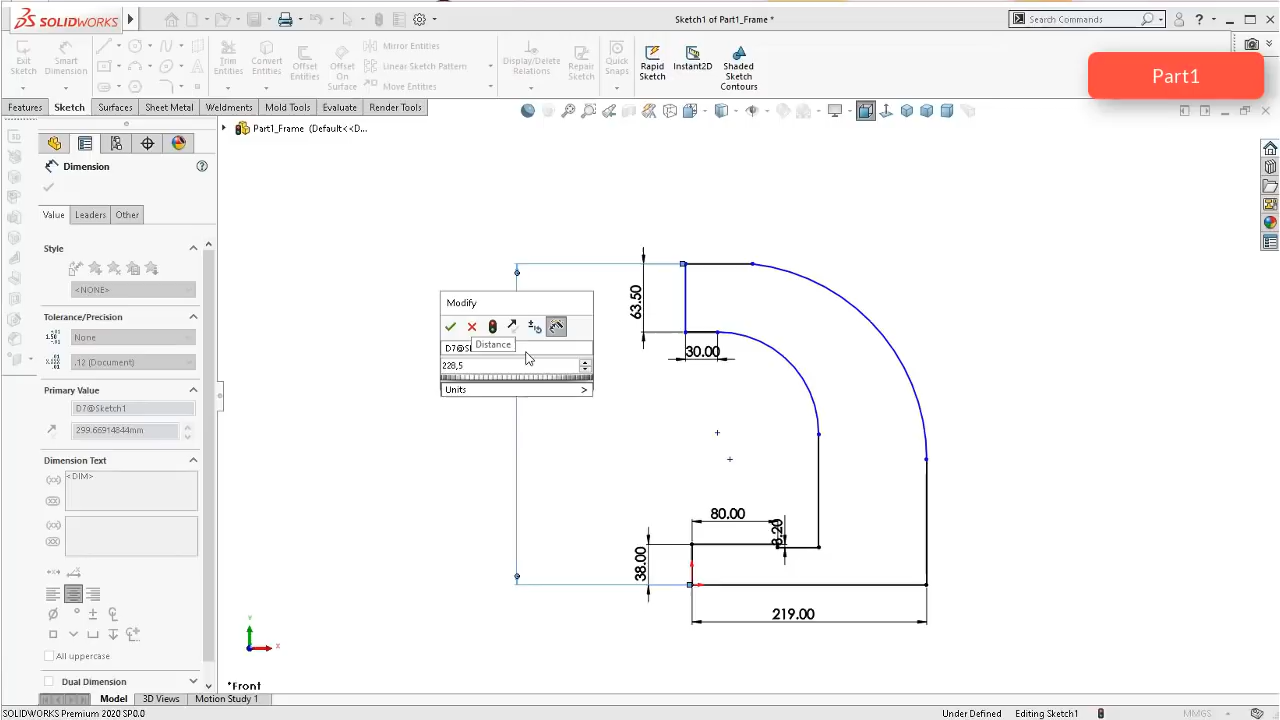 SOLIDWORKS
Sketch1 of Part1_Frame *
Search Commands
Exit Sketch
Smart Dimension
Trim Entities
Convert Entities
Offset Entities
Offset On Surface
Mirror Entities
Linear Sketch Pattern
Move Entities
Display/Delete Relations
Repair Sketch
Quick Snaps
Rapid Sketch
Instant2D
Shaded Sketch Contours
Part1
Features
Sketch
Surfaces
Sheet Metal
Weldments
Mold Tools
Evaluate
Render Tools
Part1_Frame (Default<<D...
Dimension
Value
Leaders
Other
Style
<NONE>
Tolerance/Precision
None
.12 (Document)
Primary Value
D7@Sketch1
299.66914844mm
Dimension Text
<DIM>
All uppercase
Dual Dimension
Modify
Distance
228,5
Units
63.50
30.00
80.00
38.00
219.00
Y
X
*Front
Model
3D Views
Motion Study 1
SOLIDWORKS Premium 2020 SP0.0
Under Defined
Editing Sketch1
MMGS